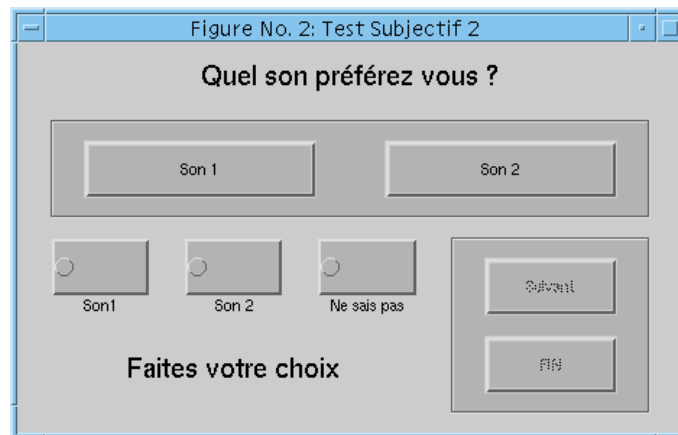 Figure No. 2: Test Subjectif 2
Quel son préférez vous ?
Son 1
Son 2
Son1
Son 2
Ne sais pas
Suivant
FIN
Faites votre choix